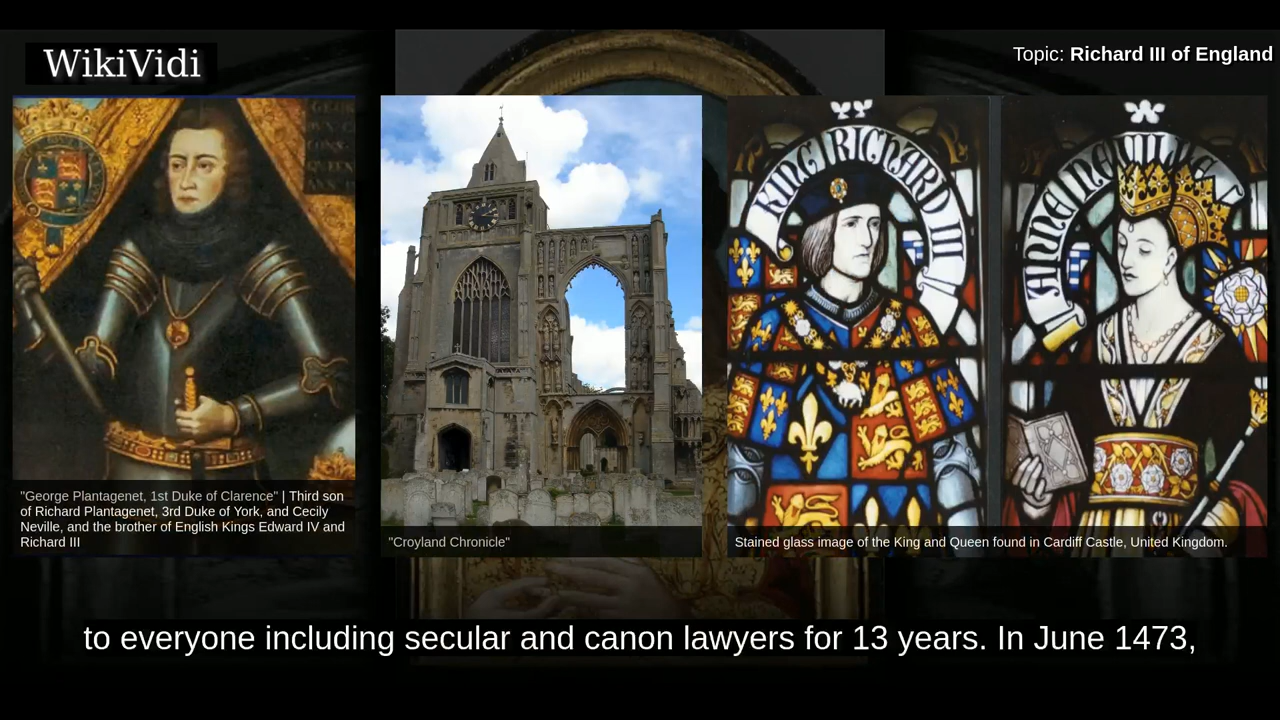 WikiVidi
Topic: Richard III of England
KING RICHARD III
"George Plantagenet, 1st Duke of Clarence" | Third son
of Richard Plantagenet, 3rd Duke of York, and Cecily
Neville, and the brother of English Kings Edward IV and
Richard III
"Croyland Chronicle"
Stained glass image of the King and Queen found in Cardiff Castle, United Kingdom.
to everyone including secular and canon lawyers for 13 years. In June 1473,